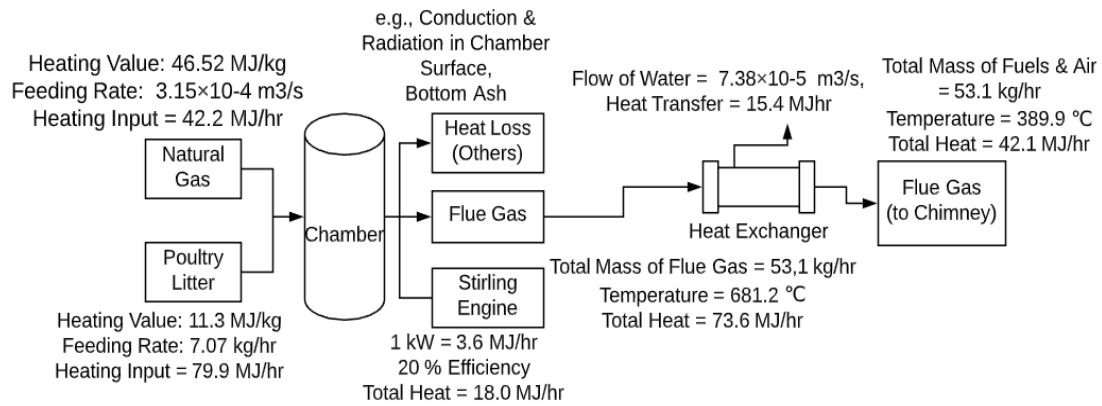 Heating Value: 46.52 MJ/kg
Feeding Rate: 3.15×10-4 m3/s
Heating Input = 42.2 MJ/hr
Natural
Gas
Poultry
Litter
Heating Value: 11.3 MJ/kg
Feeding Rate: 7.07 kg/hr
Heating Input = 79.9 MJ/hr
Chamber
e.g., Conduction &
Radiation in Chamber
Surface,
Bottom Ash
Heat Loss
(Others)
Flue Gas
Stirling
Engine
1 kW = 3.6 MJ/hr
20 % Efficiency
Total Heat = 18.0 MJ/hr
Flow of Water = 7.38×10-5 m3/s,
Heat Transfer = 15.4 MJhr
Heat Exchanger
Total Mass of Flue Gas = 53,1 kg/hr
Temperature = 681.2 ℃
Total Heat = 73.6 MJ/hr
Total Mass of Fuels & Air
= 53.1 kg/hr
Temperature = 389.9 ℃
Total Heat = 42.1 MJ/hr
Flue Gas
(to Chimney)